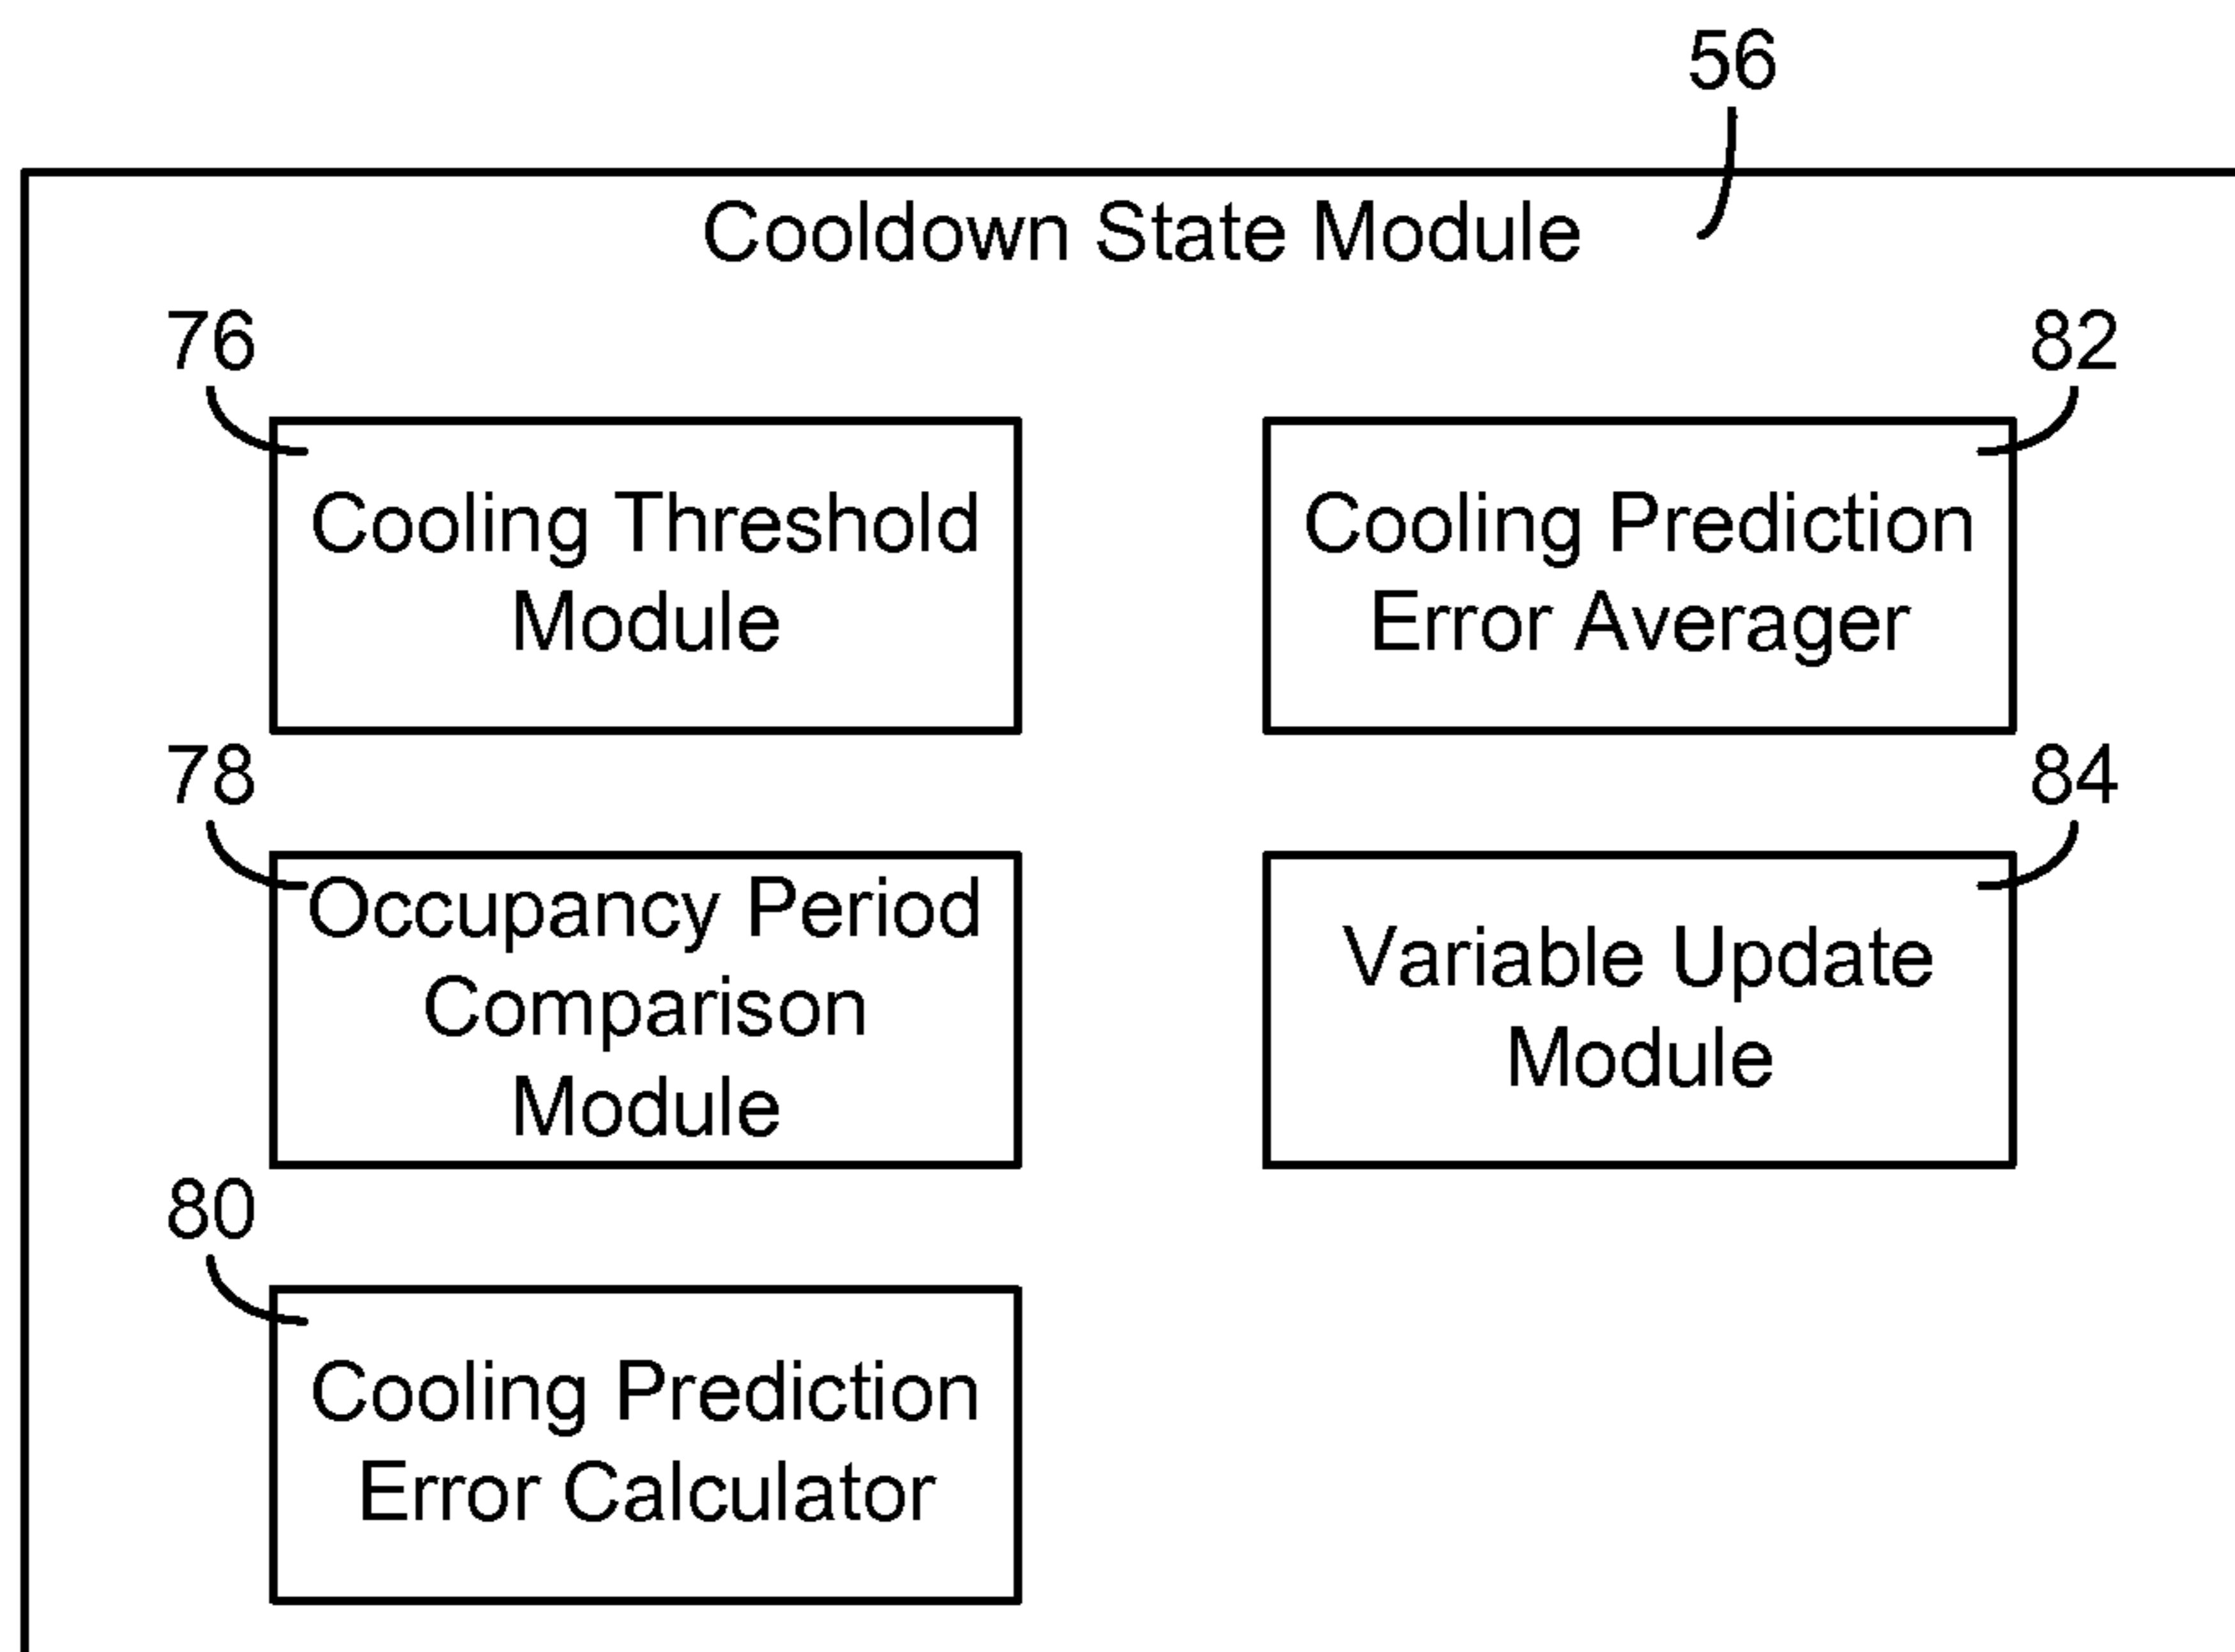 56
Cooldown State Module
76
Cooling Threshold
Module
82
Cooling Prediction
Error Averager
78
Occupancy Period
Comparison
Module
84
Variable Update
Module
80
Cooling Prediction
Error Calculator